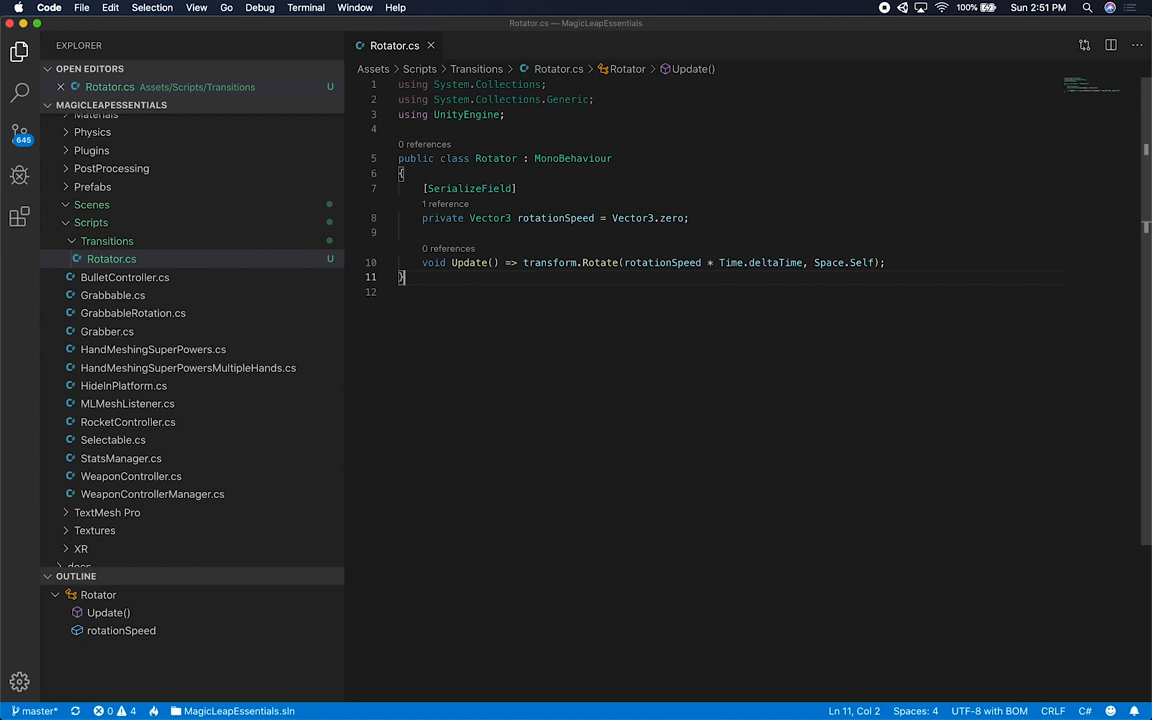 Code File Edit Selection View Go Debug Terminal Window Help 100% Sun 2:51 PM
Rotator.cs — MagicLeapEssentials
EXPLORER
OPEN EDITORS
Rotator.cs Assets/Scripts/Transitions U
MAGICLEAPESSENTIALS
Materials
Physics
Plugins
PostProcessing
Prefabs
Scenes
Scripts
Transitions
Rotator.cs U
BulletController.cs
Grabbable.cs
GrabbableRotation.cs
Grabber.cs
HandMeshingSuperPowers.cs
HandMeshingSuperPowersMultipleHands.cs
HideInPlatform.cs
MLMeshListener.cs
RocketController.cs
Selectable.cs
StatsManager.cs
WeaponController.cs
WeaponControllerManager.cs
TextMesh Pro
Textures
XR
docs
OUTLINE
Rotator
Update()
rotationSpeed
645
Rotator.cs
Assets > Scripts > Transitions > Rotator.cs > Rotator > Update()
1 using System.Collections;
2 using System.Collections.Generic;
3 using UnityEngine;
4
0 references
5 public class Rotator : MonoBehaviour
6 {
7 [SerializeField]
1 reference
8 private Vector3 rotationSpeed = Vector3.zero;
9
0 references
10 void Update() => transform.Rotate(rotationSpeed * Time.deltaTime, Space.Self);
11 }
12
master* 0 4 MagicLeapEssentials.sln Ln 11, Col 2 Spaces: 4 UTF-8 with BOM CRLF C#